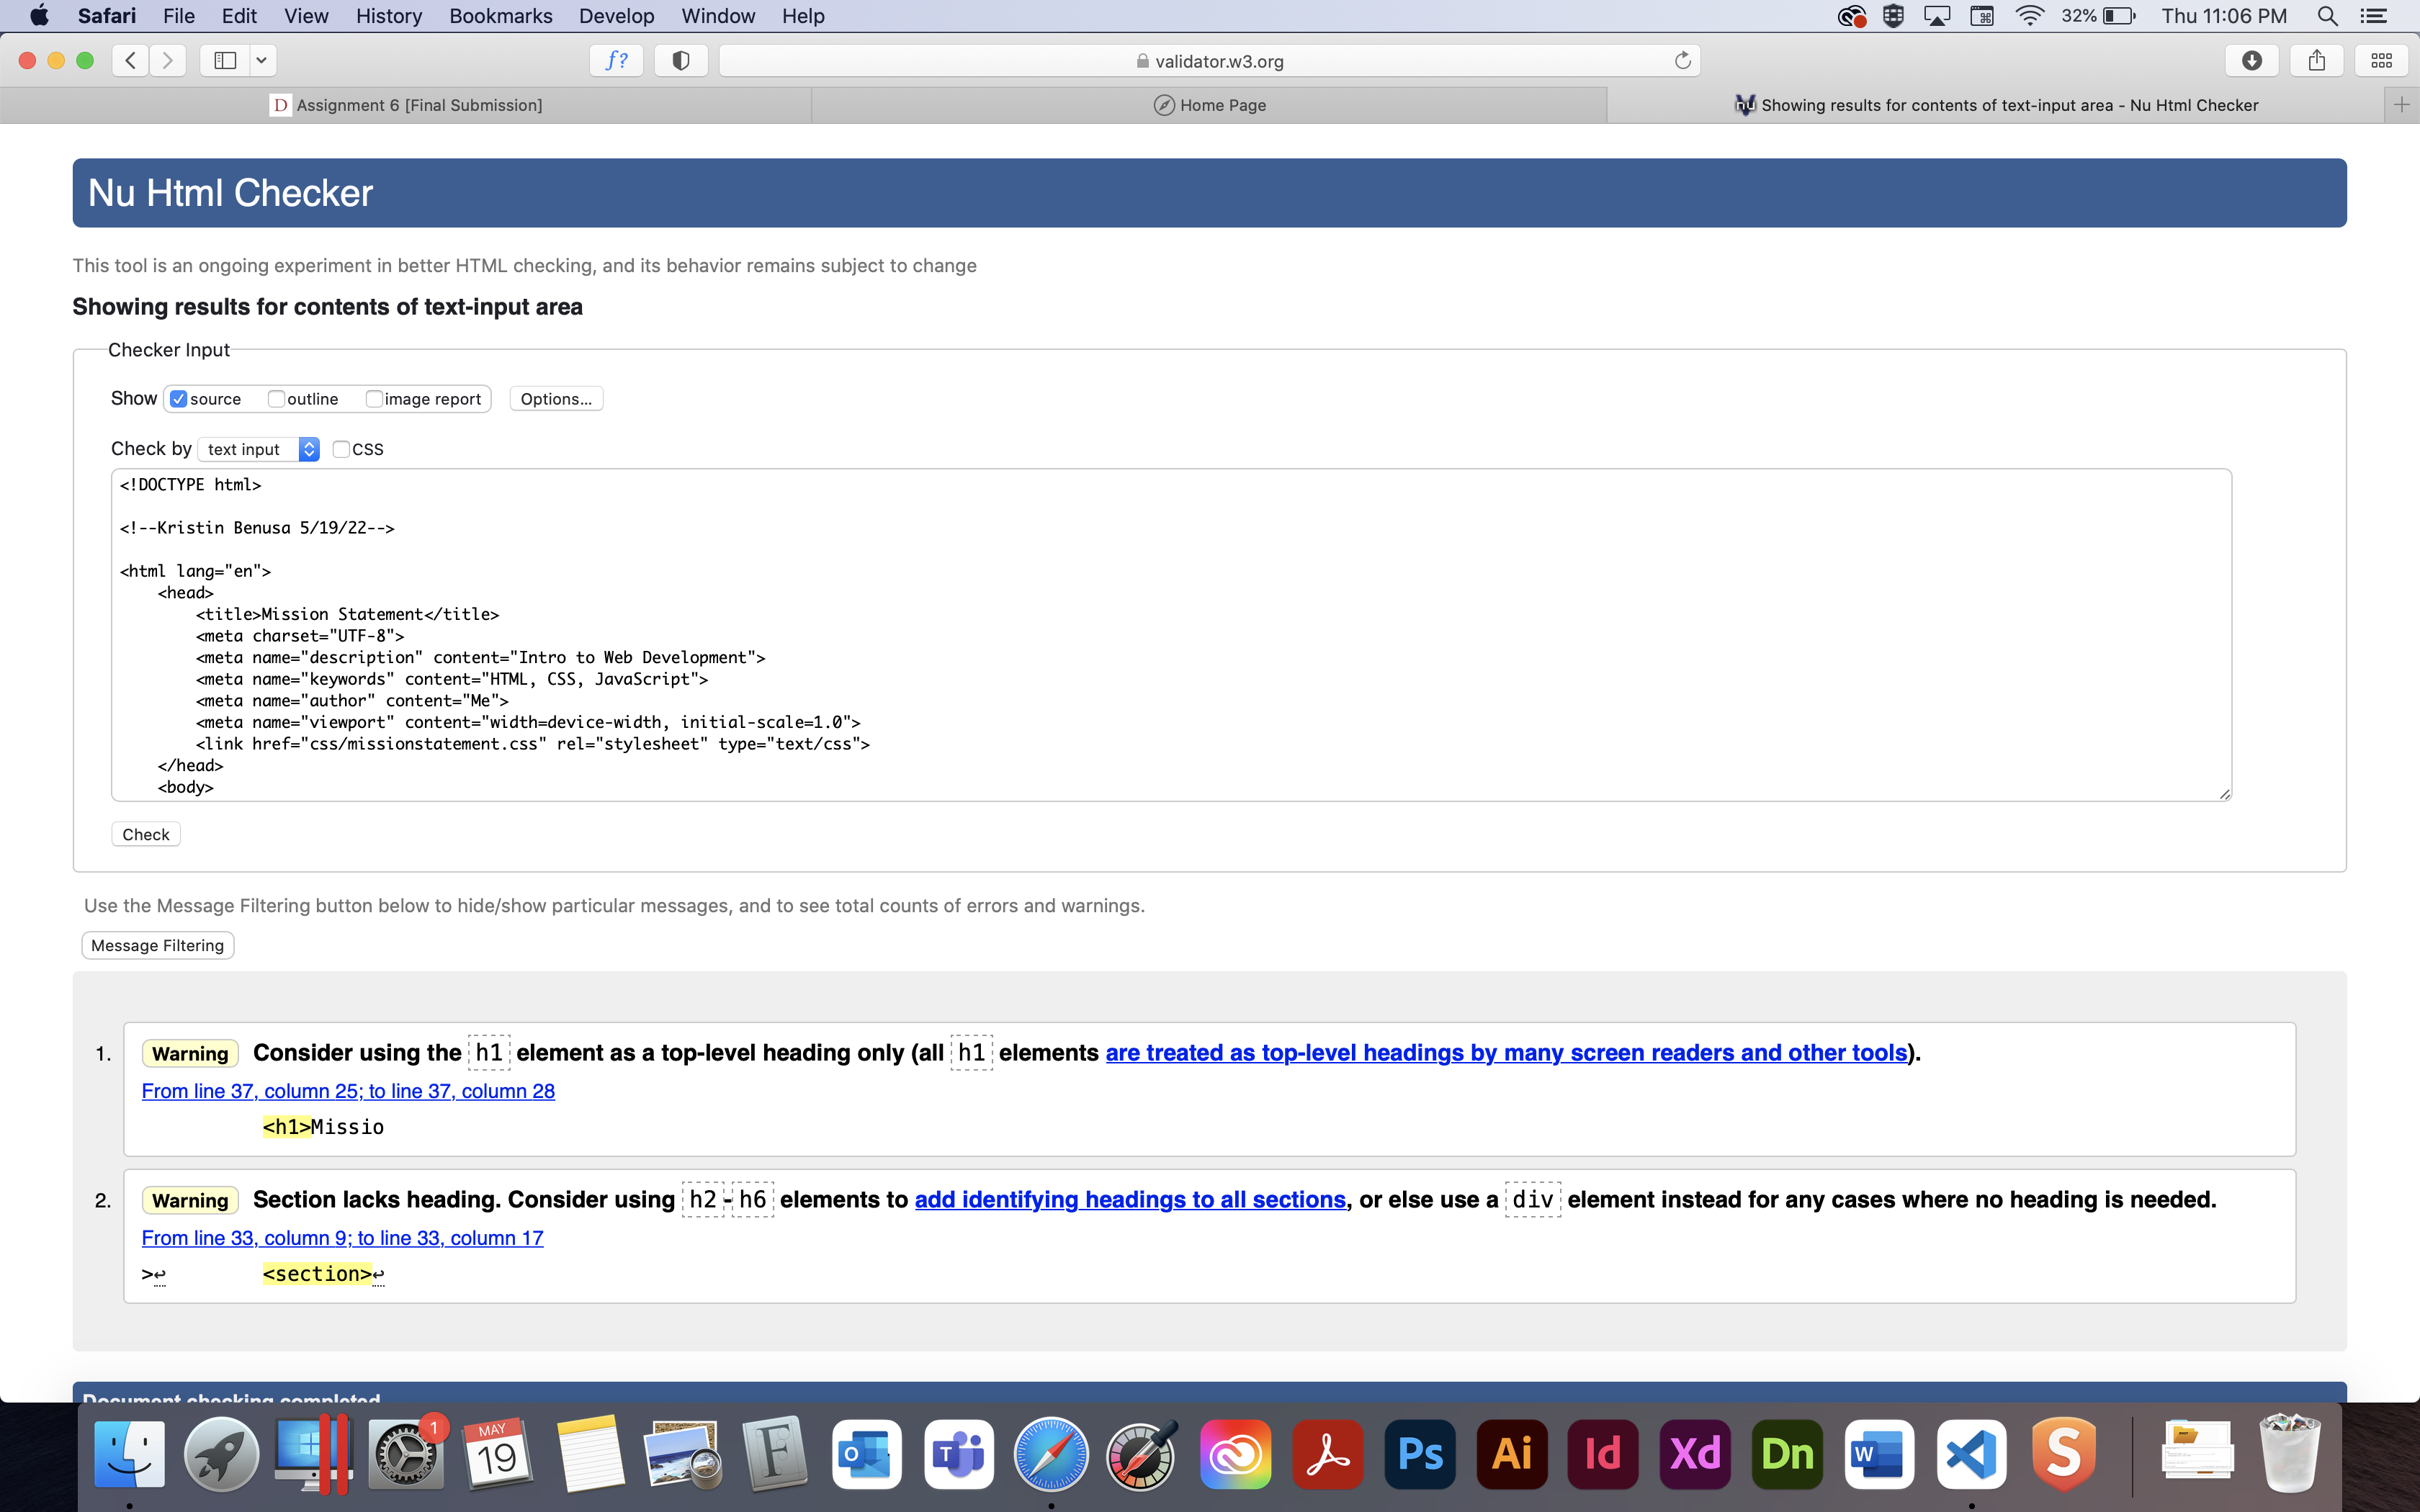 Safari File Edit View History Bookmarks Develop Window Help 32% Thu 11:06 PM
f? validator.w3.org
D Assignment 6 [Final Submission] Home Page nu Showing results for contents of text-input area - Nu Html Checker
Nu Html Checker
This tool is an ongoing experiment in better HTML checking, and its behavior remains subject to change
Showing results for contents of text-input area
Checker Input
Show source outline image report Options...
Check by text input CSS
<!DOCTYPE html>
<!--Kristin Benusa 5/19/22-->
<html lang="en">
<head>
<title>Mission Statement</title>
<meta charset="UTF-8">
<meta name="description" content="Intro to Web Development">
<meta name="keywords" content="HTML, CSS, JavaScript">
<meta name="author" content="Me">
<meta name="viewport" content="width=device-width, initial-scale=1.0">
<link href="css/missionstatement.css" rel="stylesheet" type="text/css">
</head>
<body>
Check
Use the Message Filtering button below to hide/show particular messages, and to see total counts of errors and warnings.
Message Filtering
1. Warning Consider using the h1 element as a top-level heading only (all h1 elements are treated as top-level headings by many screen readers and other tools).
From line 37, column 25; to line 37, column 28
<h1>Missio
2. Warning Section lacks heading. Consider using h2-h6 elements to add identifying headings to all sections, or else use a div element instead for any cases where no heading is needed.
From line 33, column 9; to line 33, column 17
>↩ <section>↩
Document checking completed
1 MAY 19 F O T Ps Ai Id Xd Dn W S